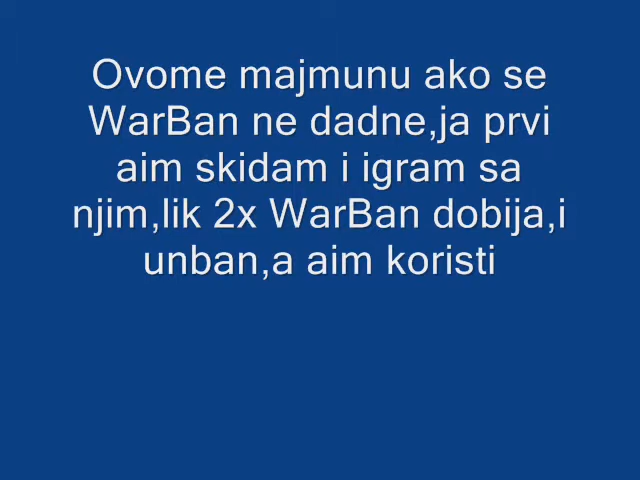 Ovome majmunu ako se
WarBan ne dadne,ja prvi
aim skidam i igram sa
njim,lik 2x WarBan dobija,i
unban,a aim koristi